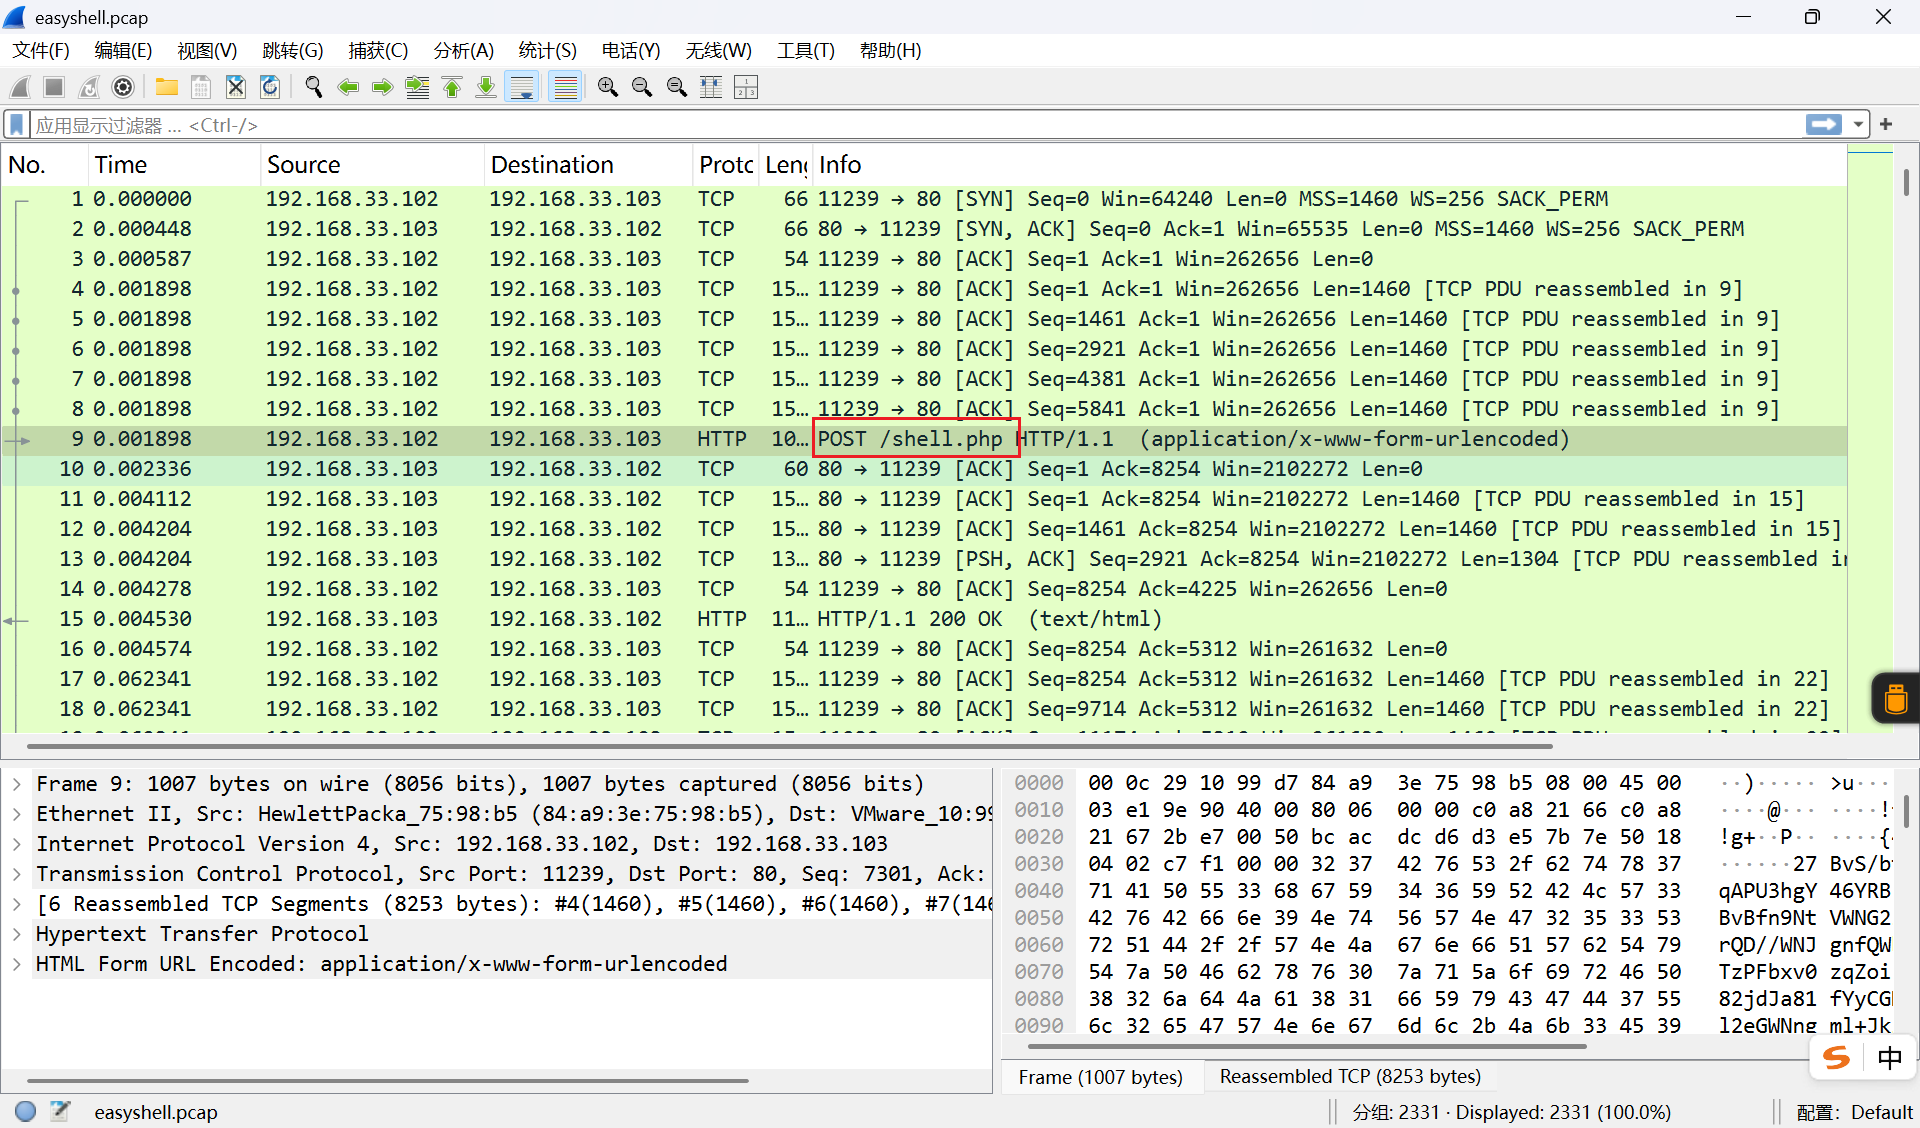 easyshell.pcap
文件(F) 编辑(E) 视图(V) 跳转(G) 捕获(C) 分析(A) 统计(S) 电话(Y) 无线(W) 工具(T) 帮助(H)
应用显示过滤器 … <Ctrl-/>
No. Time Source Destination Protc Leng Info
1 0.000000 192.168.33.102 192.168.33.103 TCP 66 11239 → 80 [SYN] Seq=0 Win=64240 Len=0 MSS=1460 WS=256 SACK_PERM
2 0.000448 192.168.33.103 192.168.33.102 TCP 66 80 → 11239 [SYN, ACK] Seq=0 Ack=1 Win=65535 Len=0 MSS=1460 WS=256 SACK_PERM
3 0.000587 192.168.33.102 192.168.33.103 TCP 54 11239 → 80 [ACK] Seq=1 Ack=1 Win=262656 Len=0
4 0.001898 192.168.33.102 192.168.33.103 TCP 15… 11239 → 80 [ACK] Seq=1 Ack=1 Win=262656 Len=1460 [TCP PDU reassembled in 9]
5 0.001898 192.168.33.102 192.168.33.103 TCP 15… 11239 → 80 [ACK] Seq=1461 Ack=1 Win=262656 Len=1460 [TCP PDU reassembled in 9]
6 0.001898 192.168.33.102 192.168.33.103 TCP 15… 11239 → 80 [ACK] Seq=2921 Ack=1 Win=262656 Len=1460 [TCP PDU reassembled in 9]
7 0.001898 192.168.33.102 192.168.33.103 TCP 15… 11239 → 80 [ACK] Seq=4381 Ack=1 Win=262656 Len=1460 [TCP PDU reassembled in 9]
8 0.001898 192.168.33.102 192.168.33.103 TCP 15… 11239 → 80 [ACK] Seq=5841 Ack=1 Win=262656 Len=1460 [TCP PDU reassembled in 9]
9 0.001898 192.168.33.102 192.168.33.103 HTTP 10… POST /shell.php HTTP/1.1 (application/x-www-form-urlencoded)
10 0.002336 192.168.33.103 192.168.33.102 TCP 60 80 → 11239 [ACK] Seq=1 Ack=8254 Win=2102272 Len=0
11 0.004112 192.168.33.103 192.168.33.102 TCP 15… 80 → 11239 [ACK] Seq=1 Ack=8254 Win=2102272 Len=1460 [TCP PDU reassembled in 15]
12 0.004204 192.168.33.103 192.168.33.102 TCP 15… 80 → 11239 [ACK] Seq=1461 Ack=8254 Win=2102272 Len=1460 [TCP PDU reassembled in 15]
13 0.004204 192.168.33.103 192.168.33.102 TCP 13… 80 → 11239 [PSH, ACK] Seq=2921 Ack=8254 Win=2102272 Len=1304 [TCP PDU reassembled i
14 0.004278 192.168.33.102 192.168.33.103 TCP 54 11239 → 80 [ACK] Seq=8254 Ack=4225 Win=262656 Len=0
15 0.004530 192.168.33.103 192.168.33.102 HTTP 11… HTTP/1.1 200 OK (text/html)
16 0.004574 192.168.33.102 192.168.33.103 TCP 54 11239 → 80 [ACK] Seq=8254 Ack=5312 Win=261632 Len=0
17 0.062341 192.168.33.102 192.168.33.103 TCP 15… 11239 → 80 [ACK] Seq=8254 Ack=5312 Win=261632 Len=1460 [TCP PDU reassembled in 22]
18 0.062341 192.168.33.102 192.168.33.103 TCP 15… 11239 → 80 [ACK] Seq=9714 Ack=5312 Win=261632 Len=1460 [TCP PDU reassembled in 22]
Frame 9: 1007 bytes on wire (8056 bits), 1007 bytes captured (8056 bits)
Ethernet II, Src: HewlettPacka_75:98:b5 (84:a9:3e:75:98:b5), Dst: VMware_10:99
Internet Protocol Version 4, Src: 192.168.33.102, Dst: 192.168.33.103
Transmission Control Protocol, Src Port: 11239, Dst Port: 80, Seq: 7301, Ack:
[6 Reassembled TCP Segments (8253 bytes): #4(1460), #5(1460), #6(1460), #7(146
Hypertext Transfer Protocol
HTML Form URL Encoded: application/x-www-form-urlencoded
0000 00 0c 29 10 99 d7 84 a9 3e 75 98 b5 08 00 45 00 ··)····· >u···
0010 03 e1 9e 90 40 00 80 06 00 00 c0 a8 21 66 c0 a8 ····@··· ····!
0020 21 67 2b e7 00 50 bc ac dc d6 d3 e5 7b 7e 50 18 !g+··P·· ····{
0030 04 02 c7 f1 00 00 32 37 42 76 53 2f 62 74 78 37 ······27 BvS/b
0040 71 41 50 55 33 68 67 59 34 36 59 52 42 4c 57 33 qAPU3hgY 46YRB
0050 42 76 42 66 6e 39 4e 74 56 57 4e 47 32 35 33 53 BvBfn9Nt VWNG2
0060 72 51 44 2f 2f 57 4e 4a 67 6e 66 51 57 62 54 79 rQD//WNJ gnfQW
0070 54 7a 50 46 62 78 76 30 7a 71 5a 6f 69 72 46 50 TzPFbxv0 zqZoi
0080 38 32 6a 64 4a 61 38 31 66 59 79 43 47 44 37 55 82jdJa81 fYyCG
0090 6c 32 65 47 57 4e 6e 67 6d 6c 2b 4a 6b 33 45 39 l2eGWNng ml+Jk
中
Frame (1007 bytes) Reassembled TCP (8253 bytes)
easyshell.pcap 分组: 2331 · Displayed: 2331 (100.0%) 配置: Default